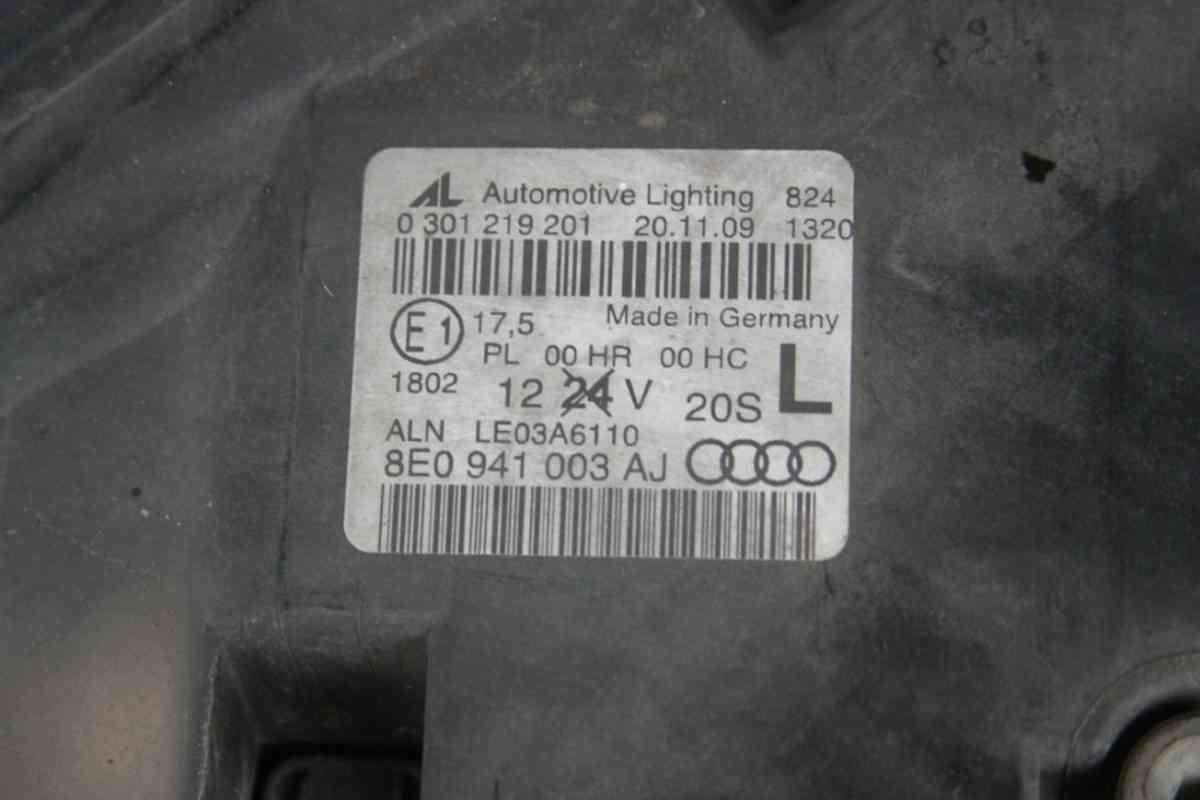 AL Automotive Lighting 824
0 301 219 201 20.11.09 1320
E1 17,5 Made in Germany
PL 00 HR 00 HC L
1802 12 24 V 20S
ALN LE03A6110
8E0 941 003 AJ